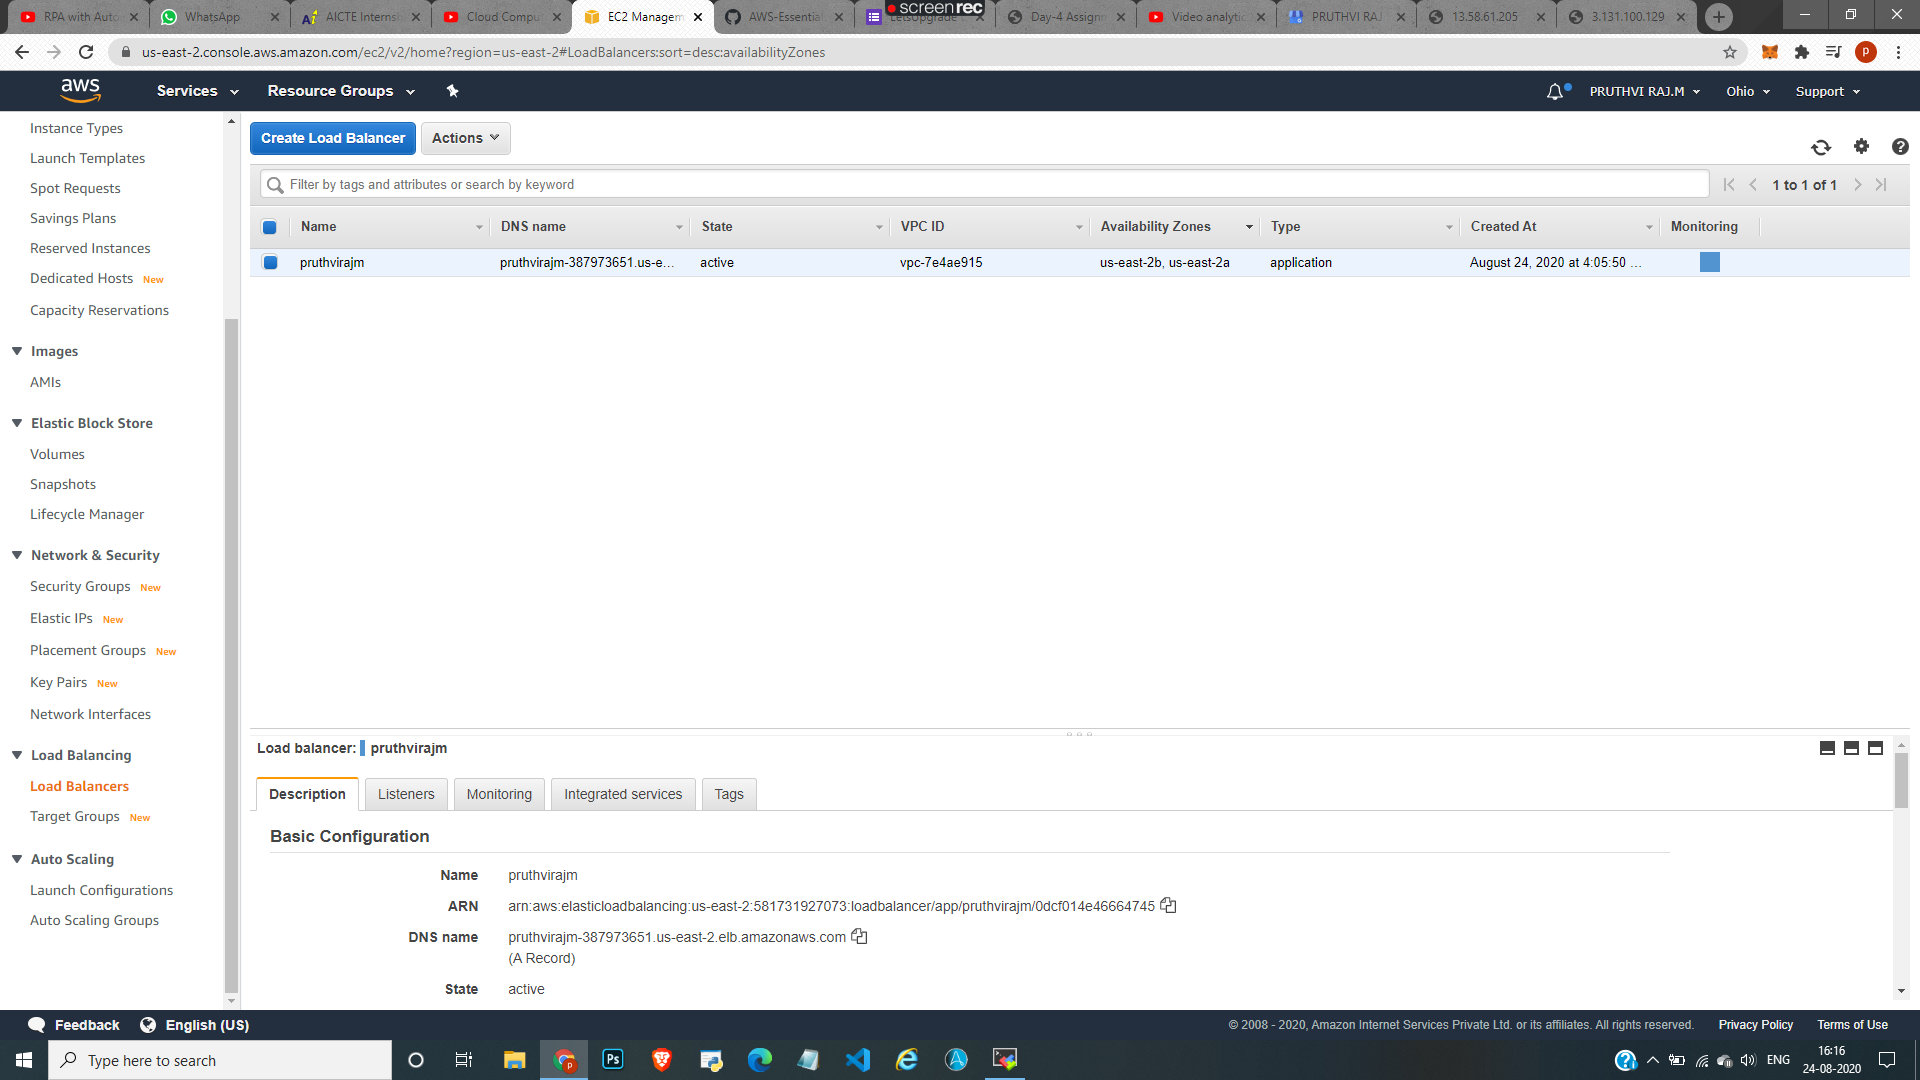 RPA with Auto
WhatsApp
AICTE Internsh
Cloud Compu
EC2 Managem
AWS-Essentia
LetsUpgrade
Day-4 Assignm
Video analytic
PRUTHVI RAJ
13.58.61.205
3.131.100.129
screenrec
us-east-2.console.aws.amazon.com/ec2/v2/home?region=us-east-2#LoadBalancers:sort=desc:availabilityZones
P
aws
Services
Resource Groups
PRUTHVI RAJ.M
Ohio
Support
Instance Types
Launch Templates
Spot Requests
Savings Plans
Reserved Instances
Dedicated Hosts New
Capacity Reservations
Images
AMIs
Elastic Block Store
Volumes
Snapshots
Lifecycle Manager
Network & Security
Security Groups New
Elastic IPs New
Placement Groups New
Key Pairs New
Network Interfaces
Load Balancing
Load Balancers
Target Groups New
Auto Scaling
Launch Configurations
Auto Scaling Groups
Create Load Balancer
Actions
Filter by tags and attributes or search by keyword
1 to 1 of 1
Name DNS name State VPC ID Availability Zones Type Created At Monitoring
pruthvirajm pruthvirajm-387973651.us-e... active vpc-7e4ae915 us-east-2b, us-east-2a application August 24, 2020 at 4:05:50 ...
Load balancer: pruthvirajm
Description
Listeners
Monitoring
Integrated services
Tags
Basic Configuration
Name pruthvirajm
ARN arn:aws:elasticloadbalancing:us-east-2:581731927073:loadbalancer/app/pruthvirajm/0dcf014e46664745
DNS name pruthvirajm-387973651.us-east-2.elb.amazonaws.com
(A Record)
State active
Feedback
English (US)
© 2008 - 2020, Amazon Internet Services Private Ltd. or its affiliates. All rights reserved.
Privacy Policy
Terms of Use
Type here to search
Ps
ENG
16:16
24-08-2020